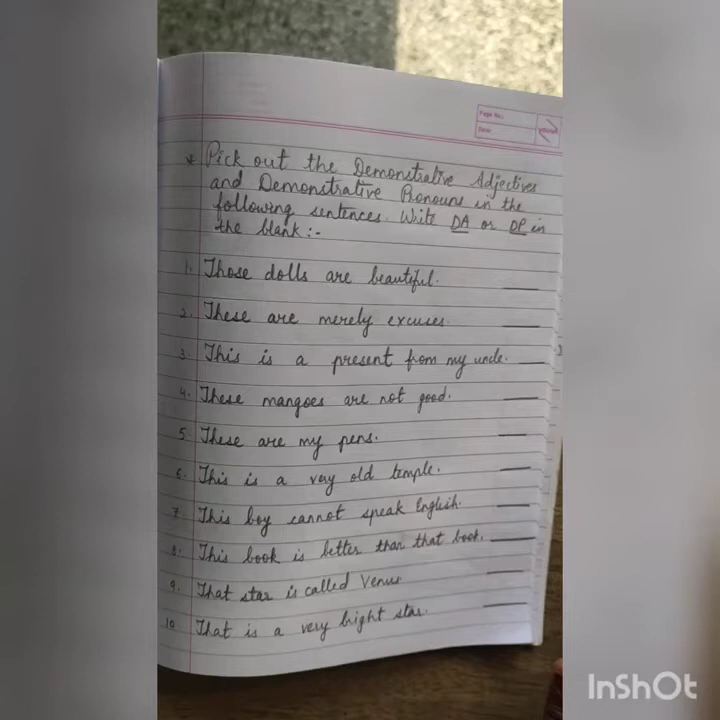 Page No.:
Date:
* Pick out the Demonstrative Adjectives
and Demonstrative Pronouns in the
following sentences. Write DA or DP in
the blank:-
1. Those dolls are beautiful.
2. These are merely excuses.
3. This is a present from my uncle.
4. These mangoes are not good.
5. These are my pens.
6. This is a very old temple.
7. This boy cannot speak English.
8. This book is better than that book.
9. That star is called Venus
10. That is a very bright star.
InShOt